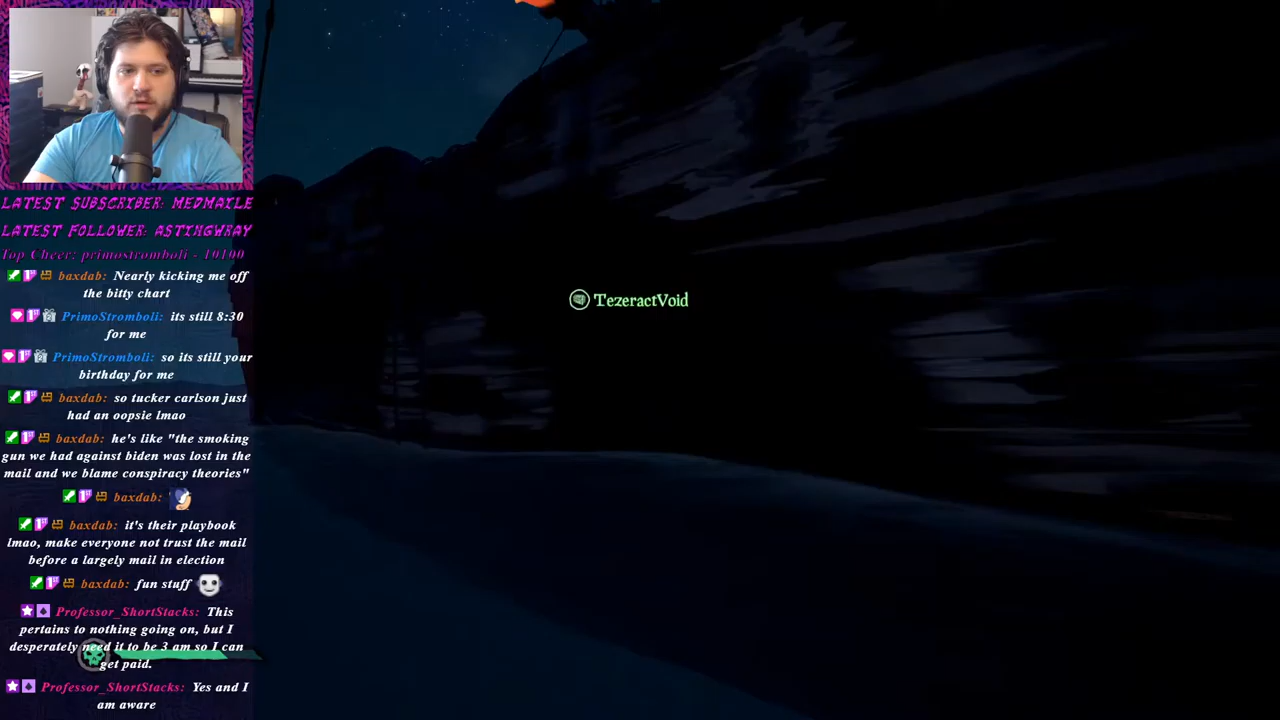 LATEST SUBSCRIBER: MEDMAILE
LATEST FOLLOWER: ASTINGWRAY
Top Cheer: primostromboli - 10100
baxdab: Nearly kicking me off
the bitty chart
PrimoStromboli: its still 8:30
for me
PrimoStromboli: so its still your
birthday for me
baxdab: so tucker carlson just
had an oopsie lmao
baxdab: he's like "the smoking
gun we had against biden was lost in the
mail and we blame conspiracy theories"
baxdab:
baxdab: it's their playbook
lmao, make everyone not trust the mail
before a largely mail in election
baxdab: fun stuff
Professor_ShortStacks: This
pertains to nothing going on, but I
desperately need it to be 3 am so I can
get paid.
Professor_ShortStacks: Yes and I
am aware
TezeractVoid